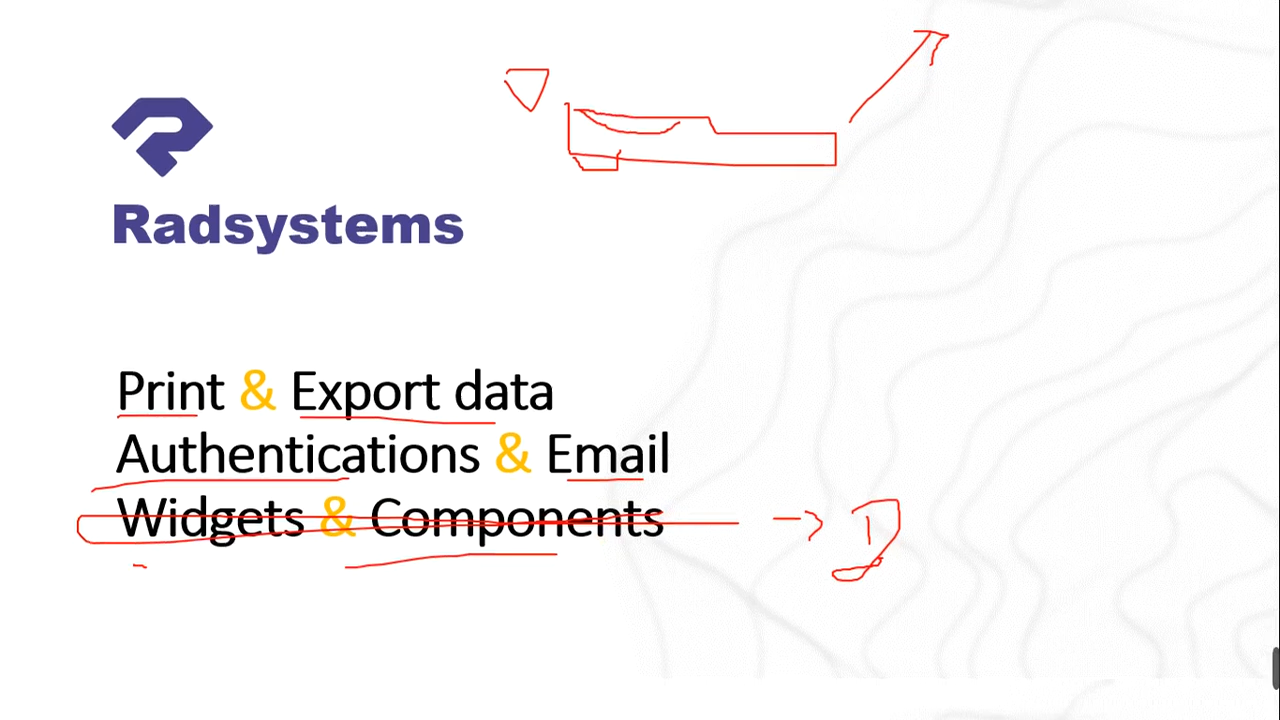 Radsystems
Print & Export data
Authentications & Email
Widgets & Components